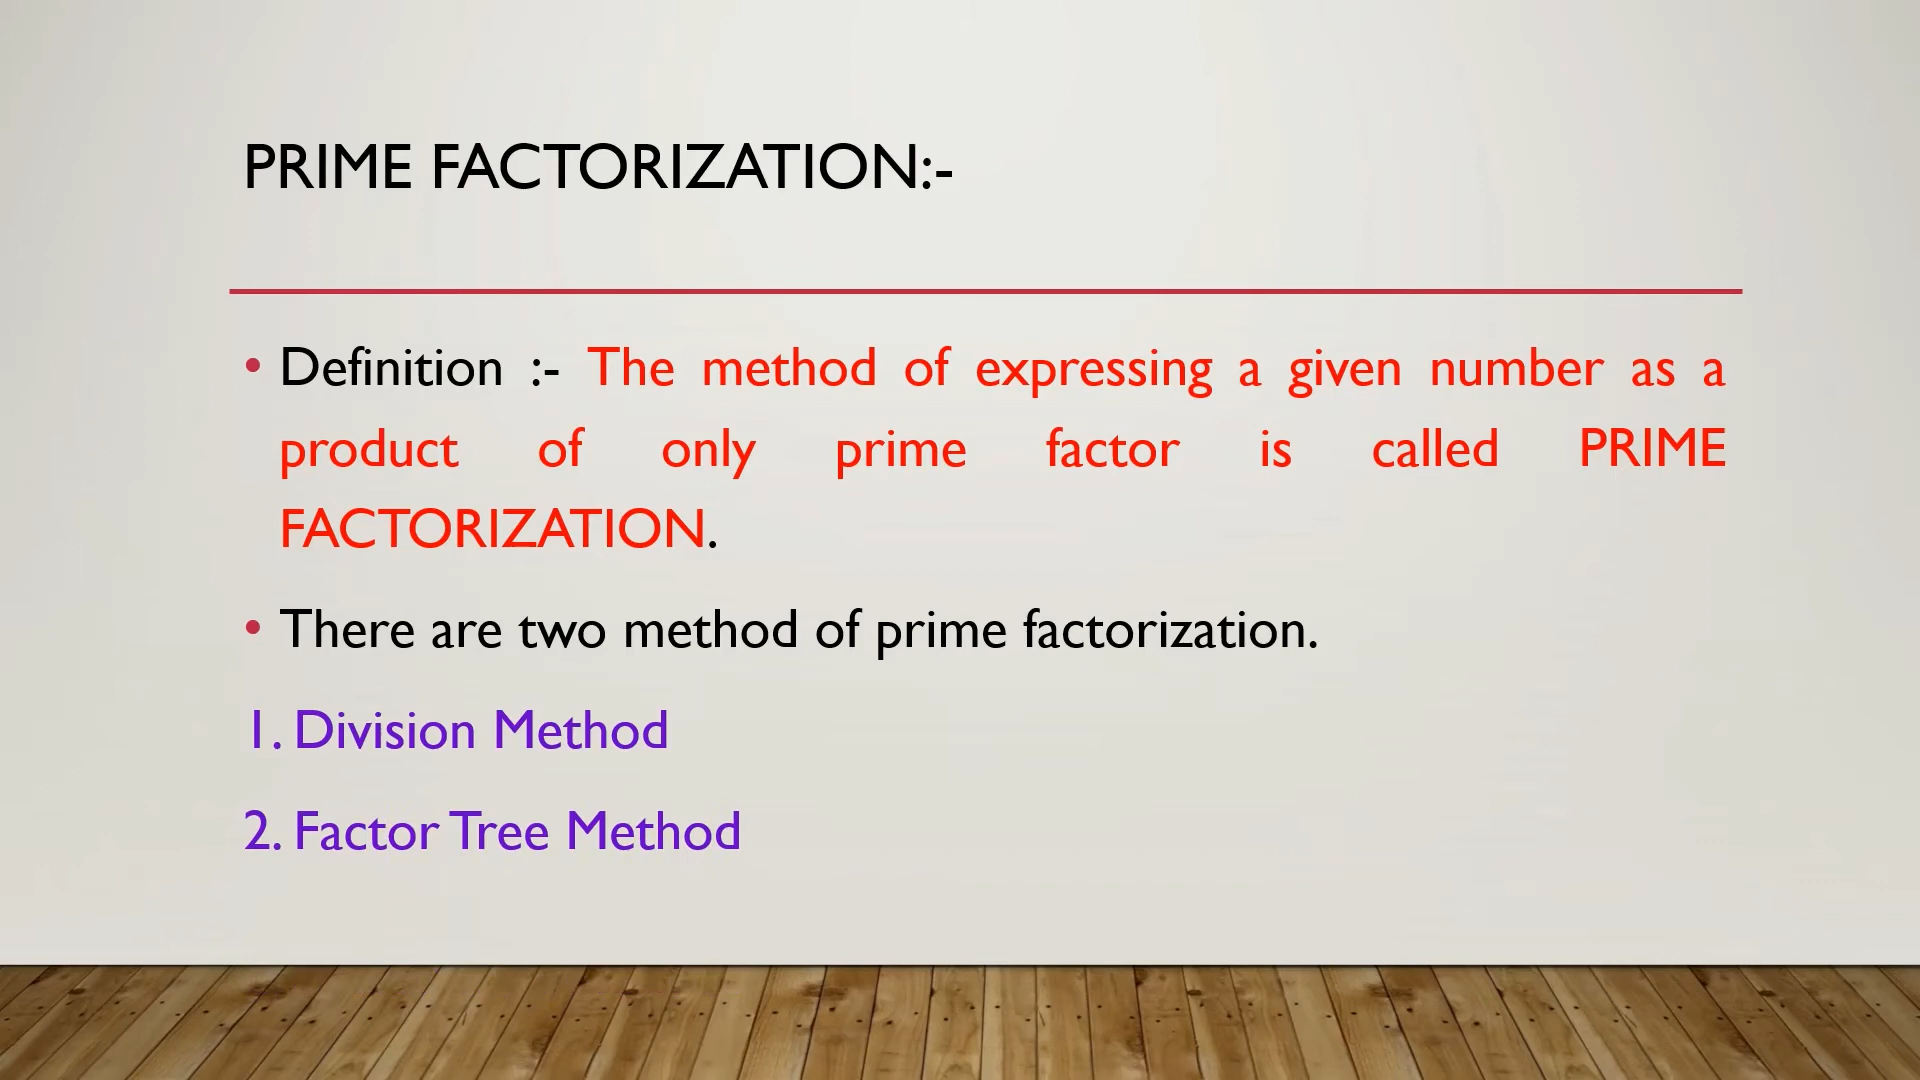 PRIME FACTORIZATION:-
• Definition :- The method of expressing a given number as a
product of only prime factor is called PRIME
FACTORIZATION.
• There are two method of prime factorization.
1. Division Method
2. Factor Tree Method